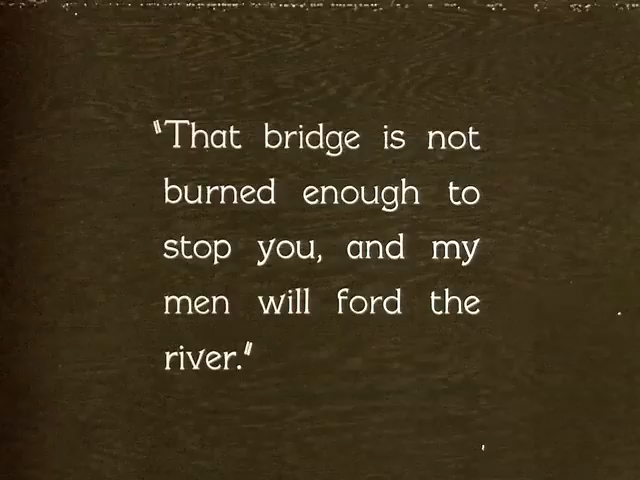 "That bridge is not
burned enough to
stop you, and my
men will ford the
river."